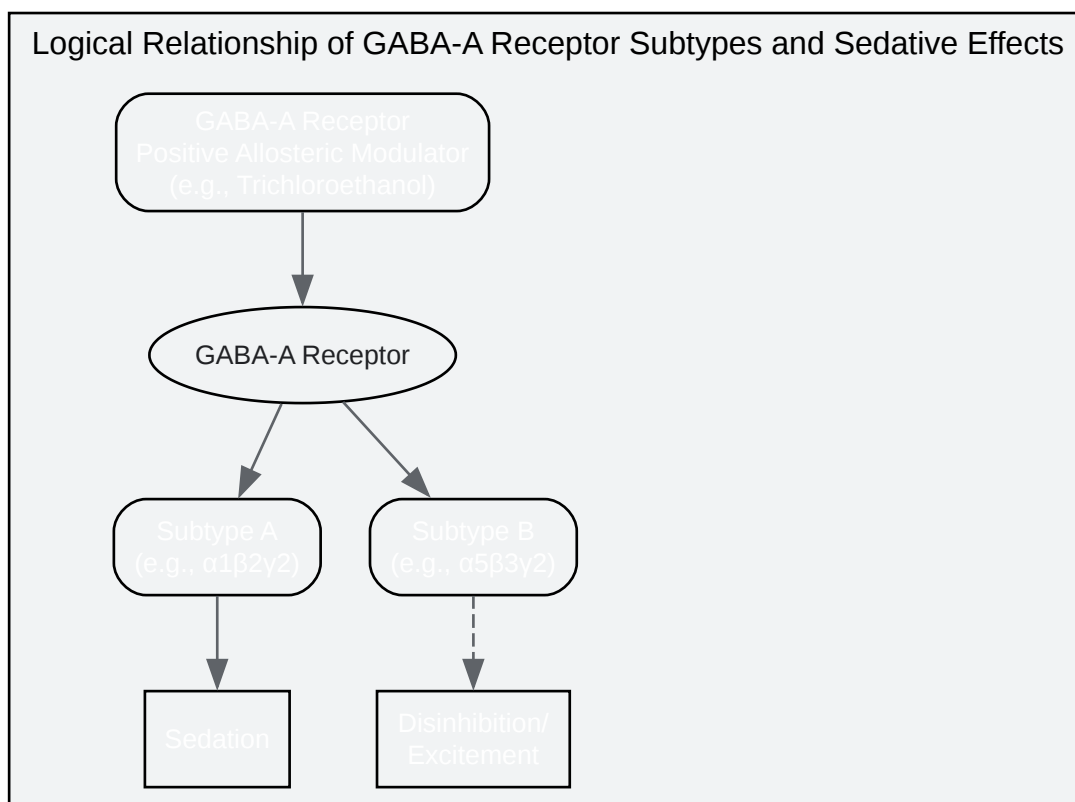 Logical Relationship of GABA-A Receptor Subtypes and Sedative Effects
GABA-A Receptor
Positive Allosteric Modulator
(e.g., Trichloroethanol)
GABA-A Receptor
Subtype A
(e.g., α1β2γ2)
Subtype B
(e.g., α5β3γ2)
Sedation
Disinhibition/
Excitement